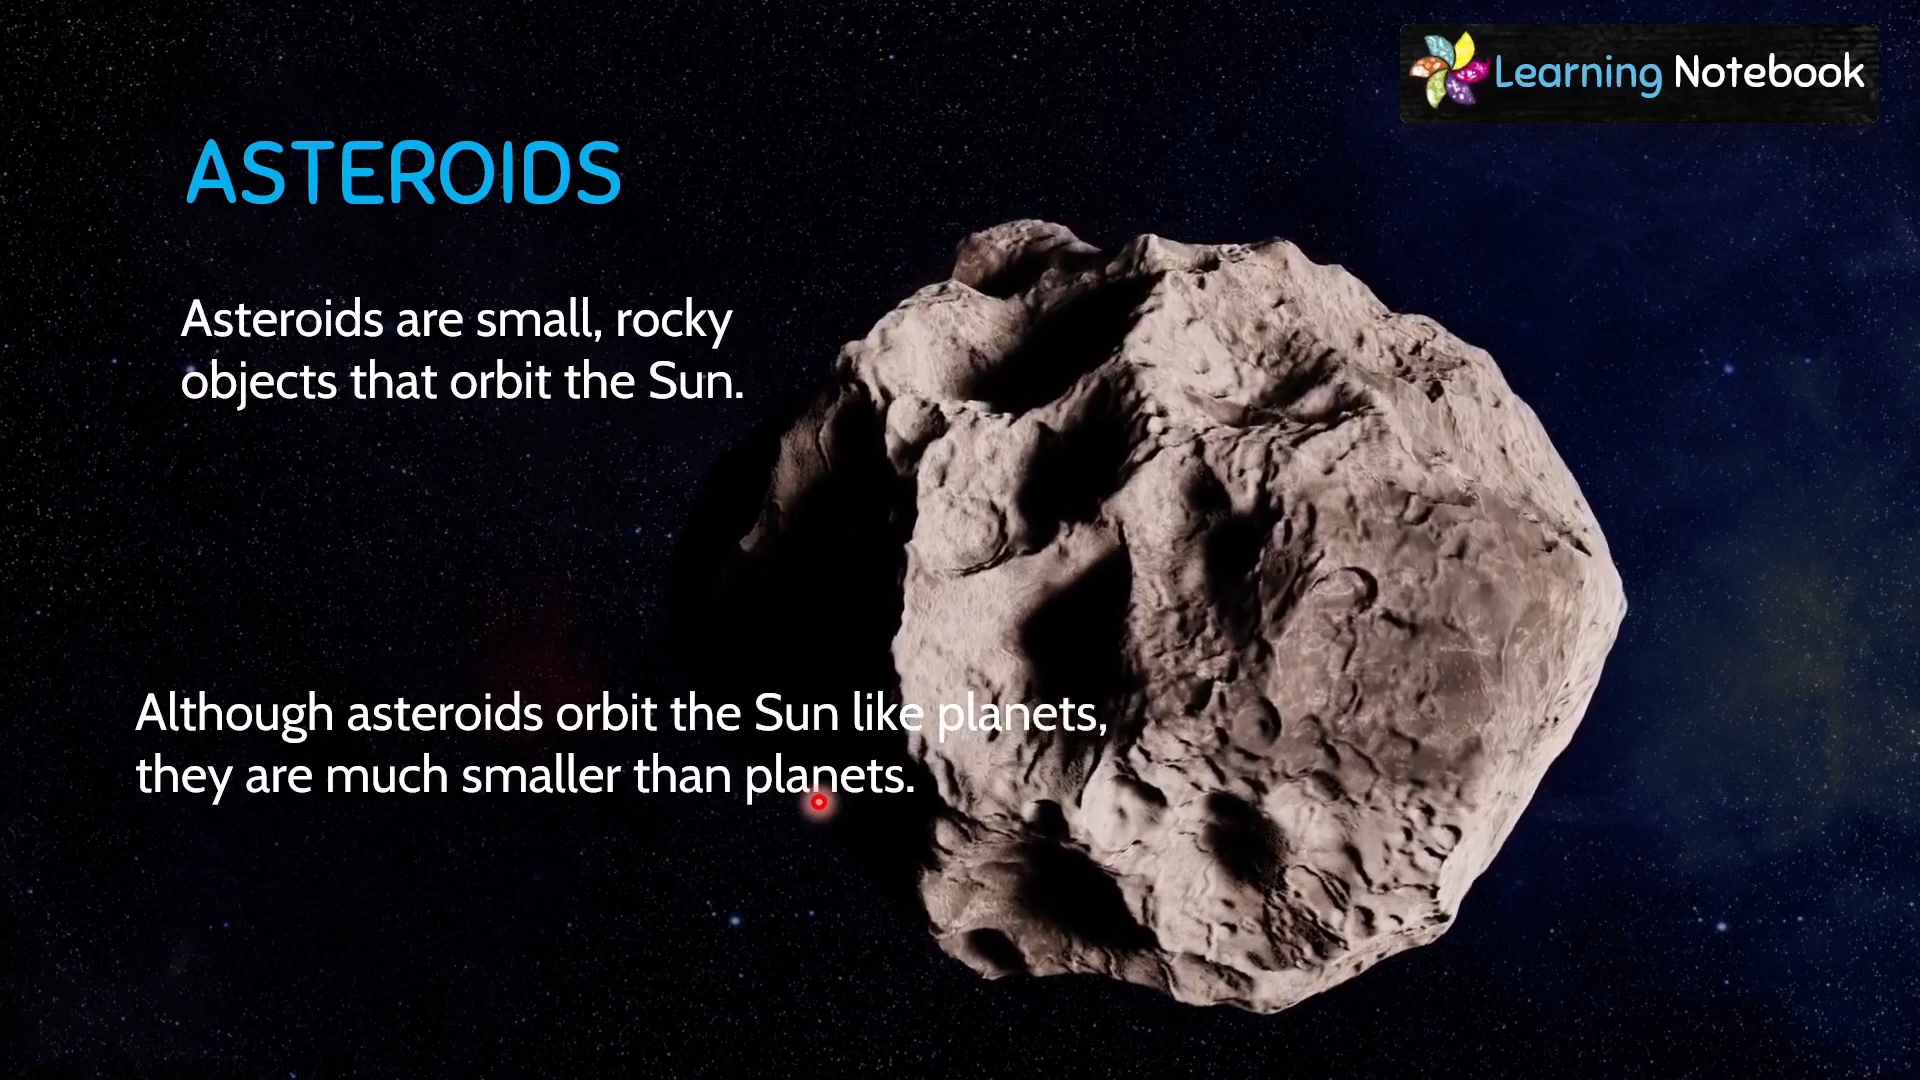 Learning Notebook
ASTEROIDS
Asteroids are small, rocky
objects that orbit the Sun.
Although asteroids orbit the Sun like planets,
they are much smaller than planets.